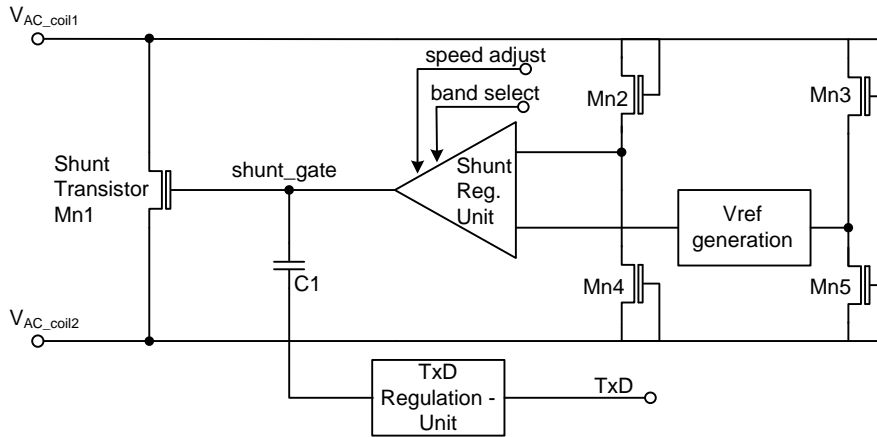 VAC_coil1
speed adjust
band select
Mn2
Mn3
Shunt
Transistor
Mn1
shunt_gate
Shunt
Reg.
Unit
Vref
generation
C1
Mn4
Mn5
VAC_coil2
TxD
Regulation -
Unit
TxD